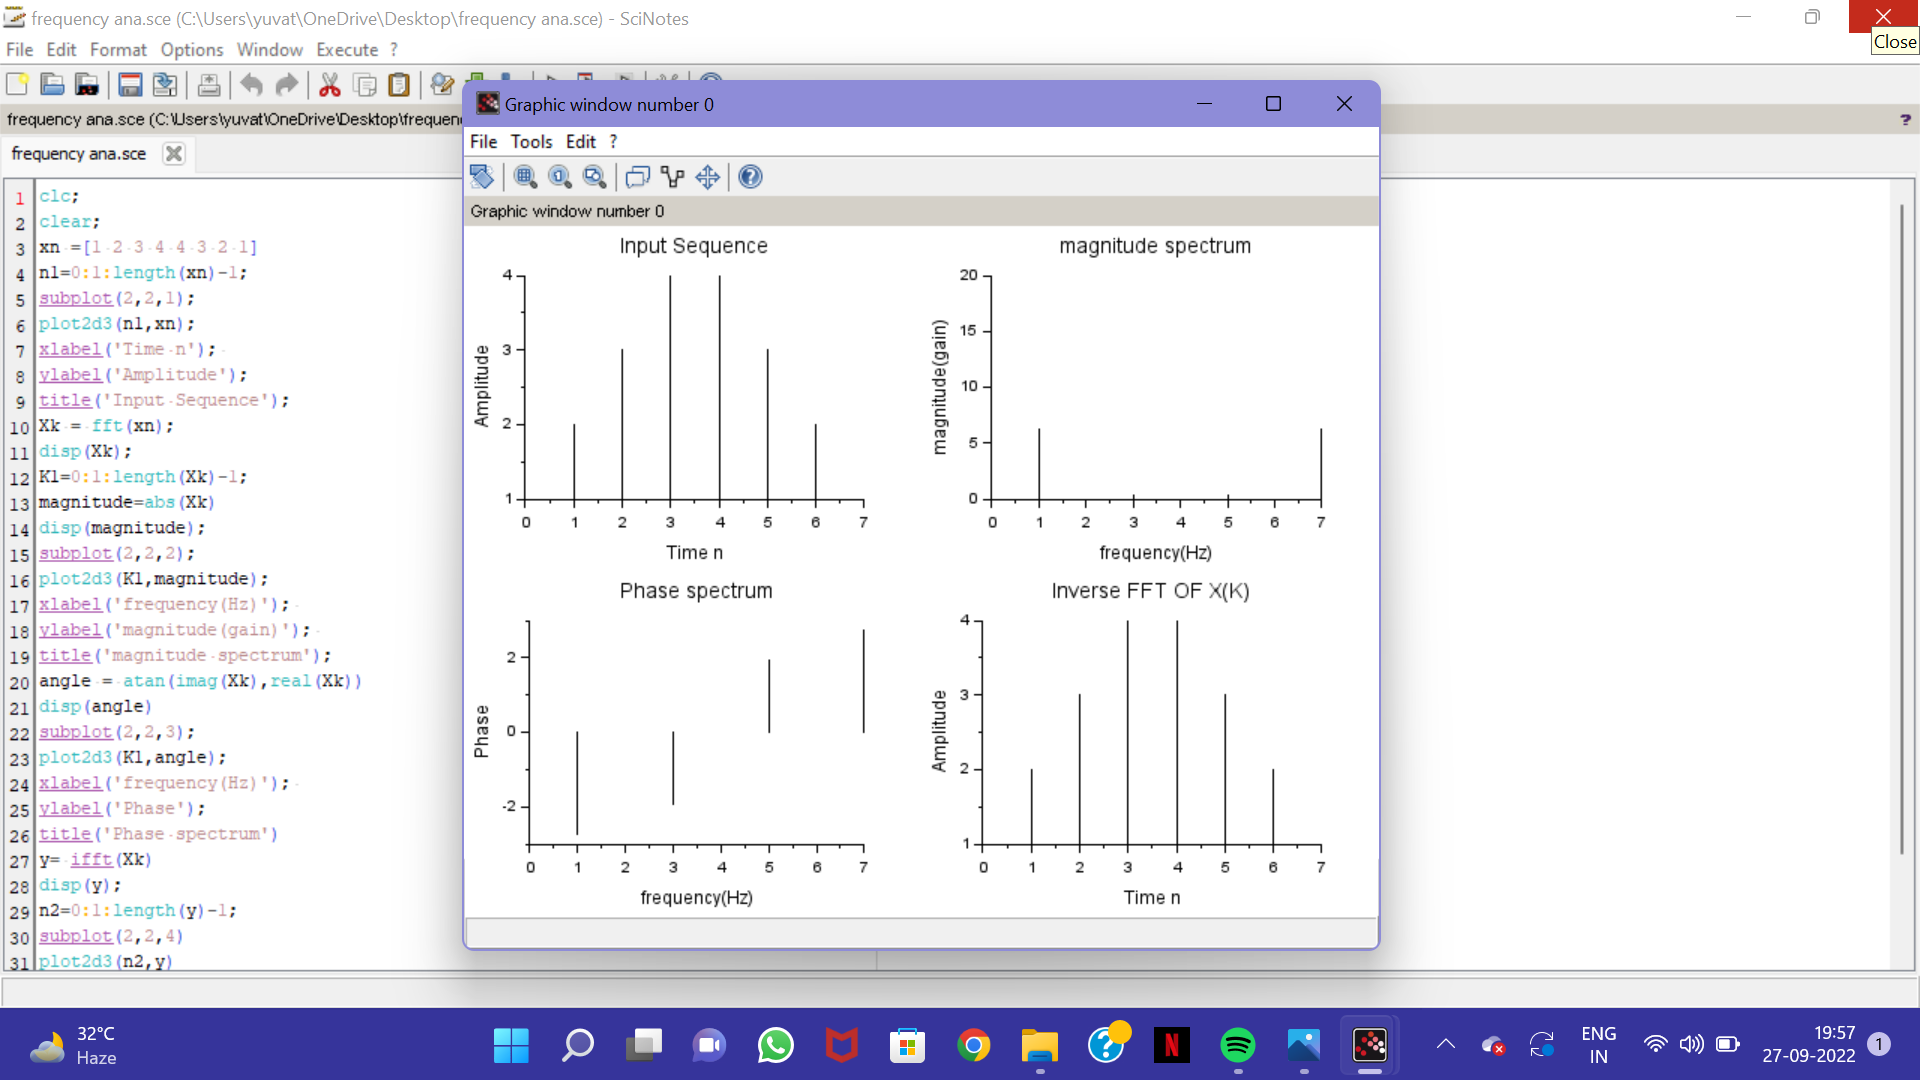 frequency ana.sce (C:\Users\yuvat\OneDrive\Desktop\frequency ana.sce) - SciNotes
Close
File Edit Format Options Window Execute ?
frequency ana.sce (C:\Users\yuvat\OneDrive\Desktop\frequen
?
frequency ana.sce
1 clc;
2 clear;
3 xn =[1 2 3 4 4 3 2 1]
4 n1=0:1:length(xn)-1;
5 subplot(2,2,1);
6 plot2d3(n1,xn);
7 xlabel('Time n');
8 ylabel('Amplitude');
9 title('Input Sequence');
10 Xk = fft(xn);
11 disp(Xk);
12 K1=0:1:length(Xk)-1;
13 magnitude=abs(Xk)
14 disp(magnitude);
15 subplot(2,2,2);
16 plot2d3(K1,magnitude);
17 xlabel('frequency(Hz)');
18 ylabel('magnitude(gain)');
19 title('magnitude spectrum');
20 angle = atan(imag(Xk),real(Xk))
21 disp(angle)
22 subplot(2,2,3);
23 plot2d3(K1,angle);
24 xlabel('frequency(Hz)');
25 ylabel('Phase');
26 title('Phase spectrum')
27 y= ifft(Xk)
28 disp(y);
29 n2=0:1:length(y)-1;
30 subplot(2,2,4)
31 plot2d3(n2,y)
Graphic window number 0
File Tools Edit ?
Graphic window number 0
Input Sequence
Amplitude
4
3
2
1
0 1 2 3 4 5 6 7
Time n
magnitude spectrum
magnitude(gain)
20
15
10
5
0
0 1 2 3 4 5 6 7
frequency(Hz)
Phase spectrum
Phase
2
0
-2
0 1 2 3 4 5 6 7
frequency(Hz)
Inverse FFT OF X(K)
Amplitude
4
3
2
1
0 1 2 3 4 5 6 7
Time n
32°C
Haze
N
ENG
IN
19:57
27-09-2022
1